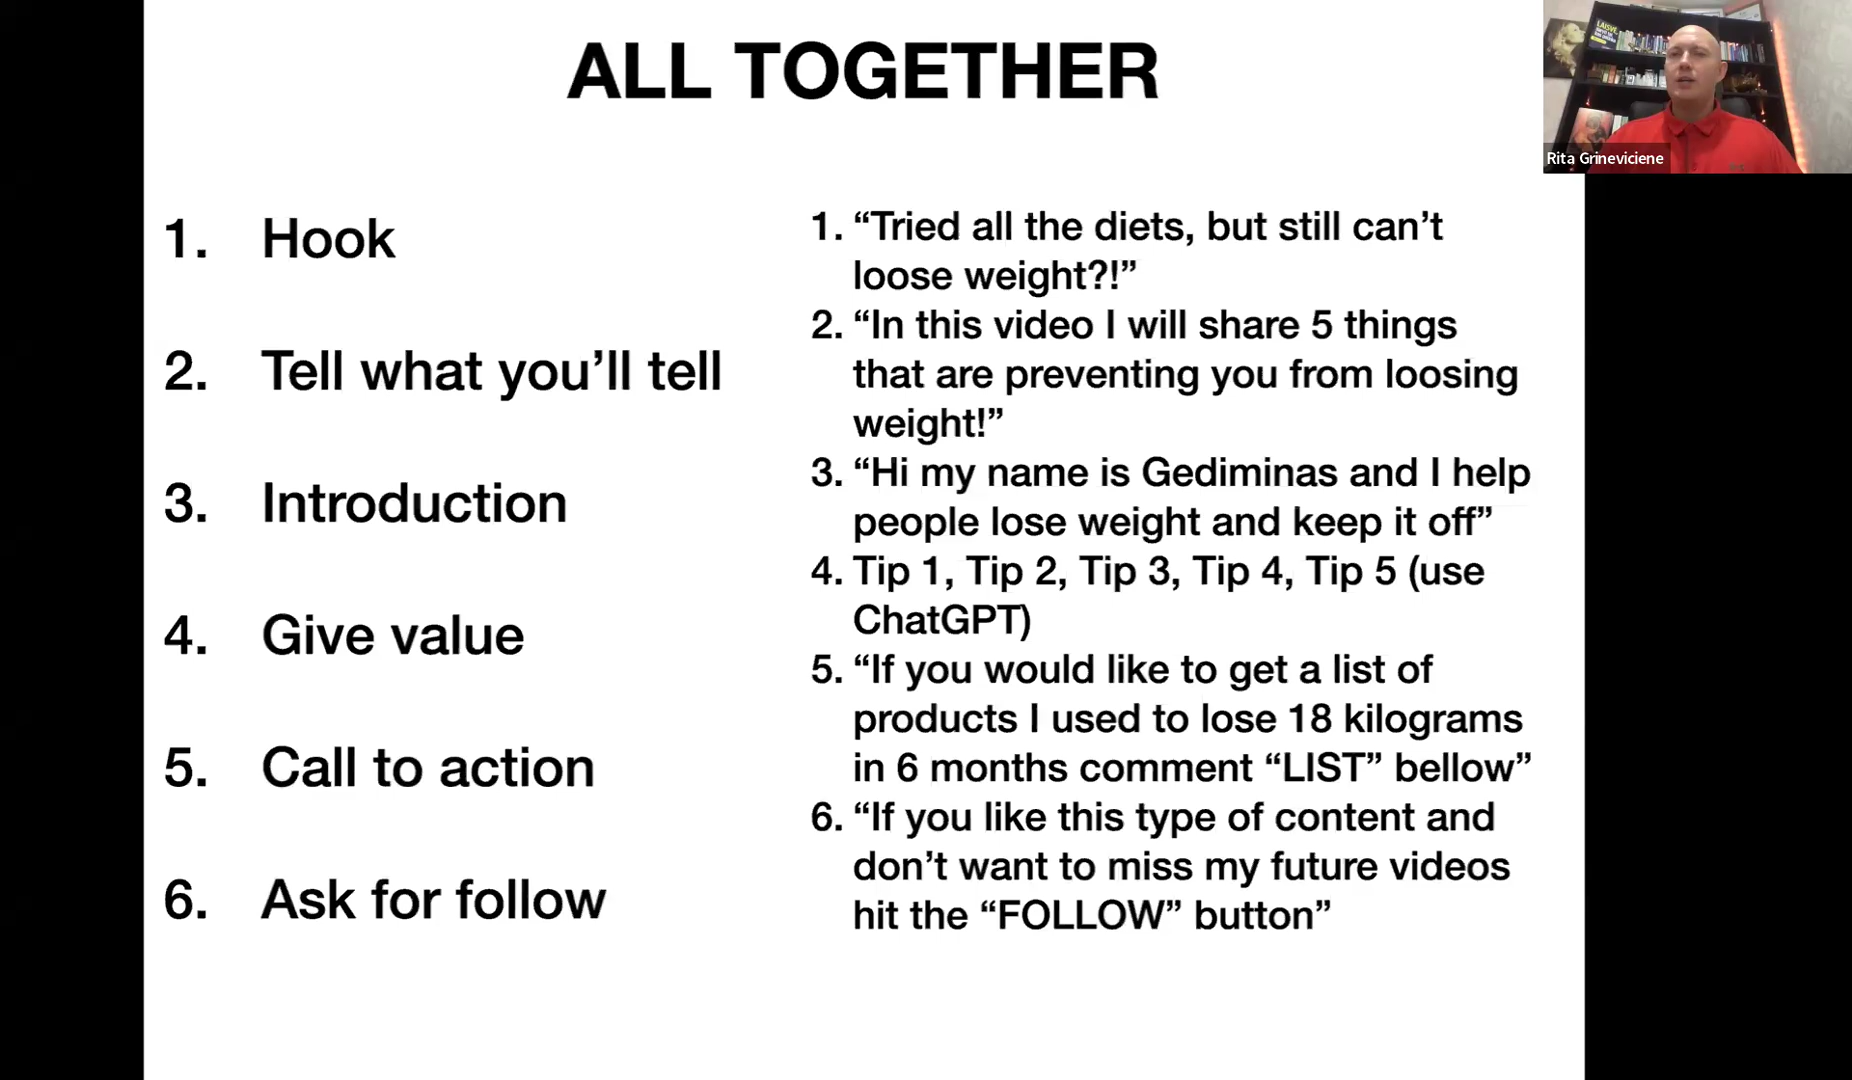 ALL TOGETHER
Rita Grineviciene
1. Hook
2. Tell what you’ll tell
3. Introduction
4. Give value
5. Call to action
6. Ask for follow
1. “Tried all the diets, but still can’t
loose weight?!”
2. “In this video I will share 5 things
that are preventing you from loosing
weight!”
3. “Hi my name is Gediminas and I help
people lose weight and keep it off”
4. Tip 1, Tip 2, Tip 3, Tip 4, Tip 5 (use
ChatGPT)
5. “If you would like to get a list of
products I used to lose 18 kilograms
in 6 months comment “LIST” bellow”
6. “If you like this type of content and
don’t want to miss my future videos
hit the “FOLLOW” button”